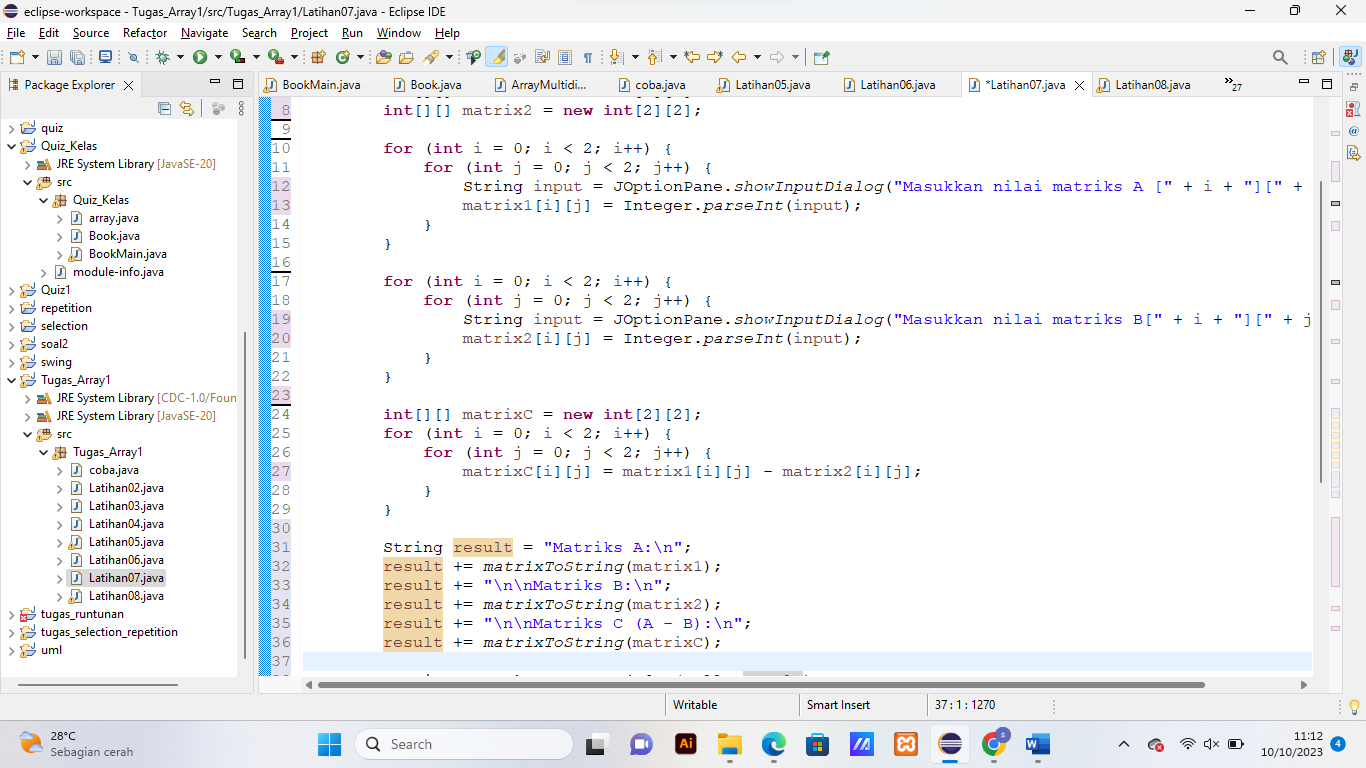 eclipse-workspace - Tugas_Array1/src/Tugas_Array1/Latihan07.java - Eclipse IDE
File Edit Source Refactor Navigate Search Project Run Window Help
Package Explorer
BookMain.java Book.java ArrayMultidi... coba.java Latihan05.java Latihan06.java *Latihan07.java Latihan08.java »27
quiz
Quiz_Kelas
JRE System Library [JavaSE-20]
src
Quiz_Kelas
array.java
Book.java
BookMain.java
module-info.java
Quiz1
repetition
selection
soal2
swing
Tugas_Array1
JRE System Library [CDC-1.0/Foun
JRE System Library [JavaSE-20]
src
Tugas_Array1
coba.java
Latihan02.java
Latihan03.java
Latihan04.java
Latihan05.java
Latihan06.java
Latihan07.java
Latihan08.java
tugas_runtunan
tugas_selection_repetition
uml
8 int[][] matrix2 = new int[2][2];
9
10 for (int i = 0; i < 2; i++) {
11 for (int j = 0; j < 2; j++) {
12 String input = JOptionPane.showInputDialog("Masukkan nilai matriks A [" + i + "][" +
13 matrix1[i][j] = Integer.parseInt(input);
14 }
15 }
16
17 for (int i = 0; i < 2; i++) {
18 for (int j = 0; j < 2; j++) {
19 String input = JOptionPane.showInputDialog("Masukkan nilai matriks B[" + i + "][" + j
20 matrix2[i][j] = Integer.parseInt(input);
21 }
22 }
23
24 int[][] matrixC = new int[2][2];
25 for (int i = 0; i < 2; i++) {
26 for (int j = 0; j < 2; j++) {
27 matrixC[i][j] = matrix1[i][j] - matrix2[i][j];
28 }
29 }
30
31 String result = "Matriks A:\n";
32 result += matrixToString(matrix1);
33 result += "\n\nMatriks B:\n";
34 result += matrixToString(matrix2);
35 result += "\n\nMatriks C (A - B):\n";
36 result += matrixToString(matrixC);
37
Writable Smart Insert 37 : 1 : 1270
28°C
Sebagian cerah
Search
11:12
10/10/2023
4